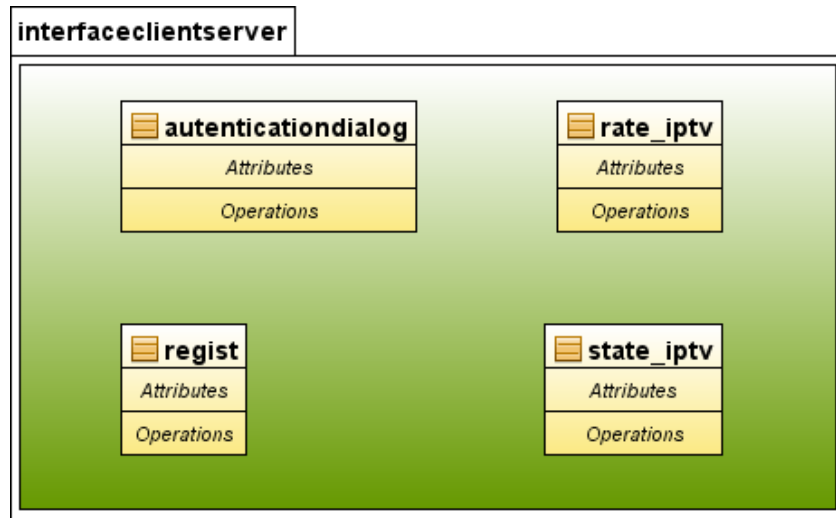 interfaceclientserver
autenticationdialog
Attributes
Operations
rate_iptv
Attributes
Operations
regist
Attributes
Operations
state_iptv
Attributes
Operations